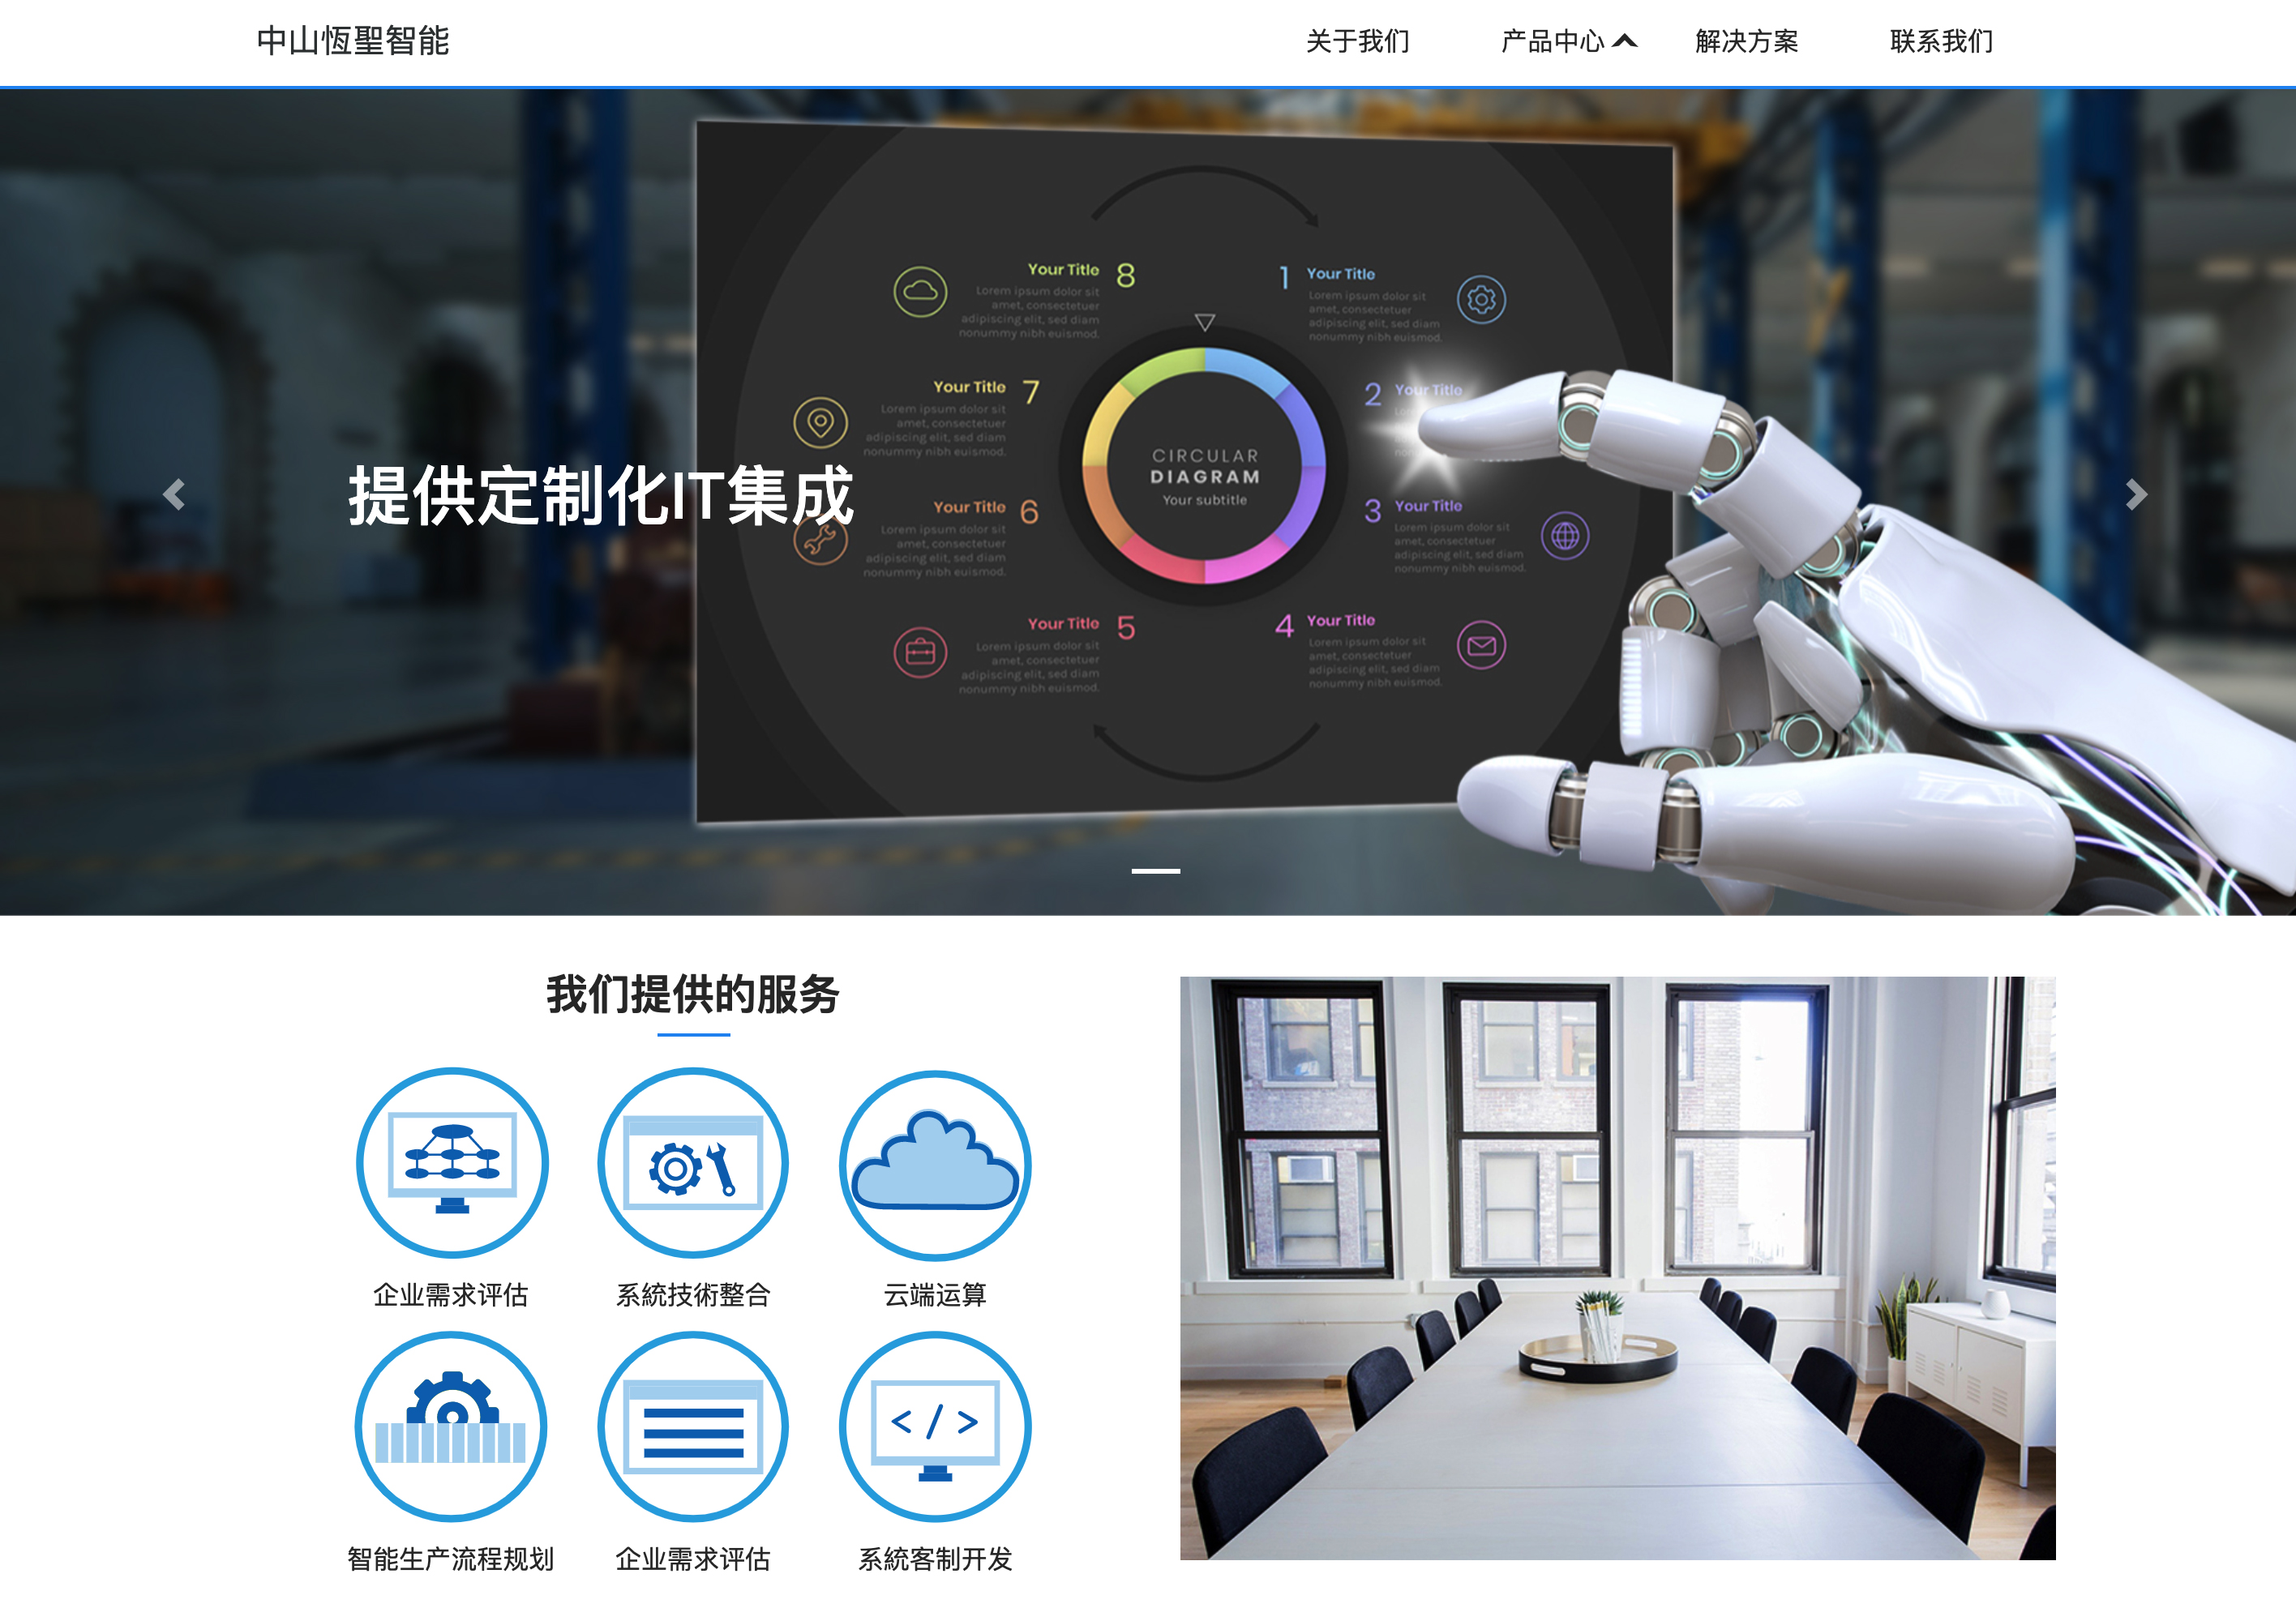 中山恆聖智能
关于我们
产品中心
解决方案
联系我们
Your Title 8
Lorem ipsum dolor sit
amet, consectetuer
adipiscing elit, sed diam
nonummy nibh euismod.
1 Your Title
Lorem ipsum dolor sit
amet, consectetuer
adipiscing elit, sed diam
nonummy nibh euismod.
Your Title 7
Lorem ipsum dolor sit
amet, consectetuer
adipiscing elit, sed diam
nonummy nibh euismod.
2 Your Title
CIRCULAR
DIAGRAM
Your subtitle
提供定制化IT集成
Your Title 6
Lorem ipsum dolor sit
amet, consectetuer
adipiscing elit, sed diam
nonummy nibh euismod.
3 Your Title
Lorem ipsum dolor sit
amet, consectetuer
adipiscing elit, sed diam
nonummy nibh euismod.
Your Title 5
Lorem ipsum dolor sit
amet, consectetuer
adipiscing elit, sed diam
nonummy nibh euismod.
4 Your Title
Lorem ipsum dolor sit
amet, consectetuer
adipiscing elit, sed diam
nonummy nibh euismod.
我们提供的服务
企业需求评估
系統技術整合
云端运算
</>
智能生产流程规划
企业需求评估
系統客制开发